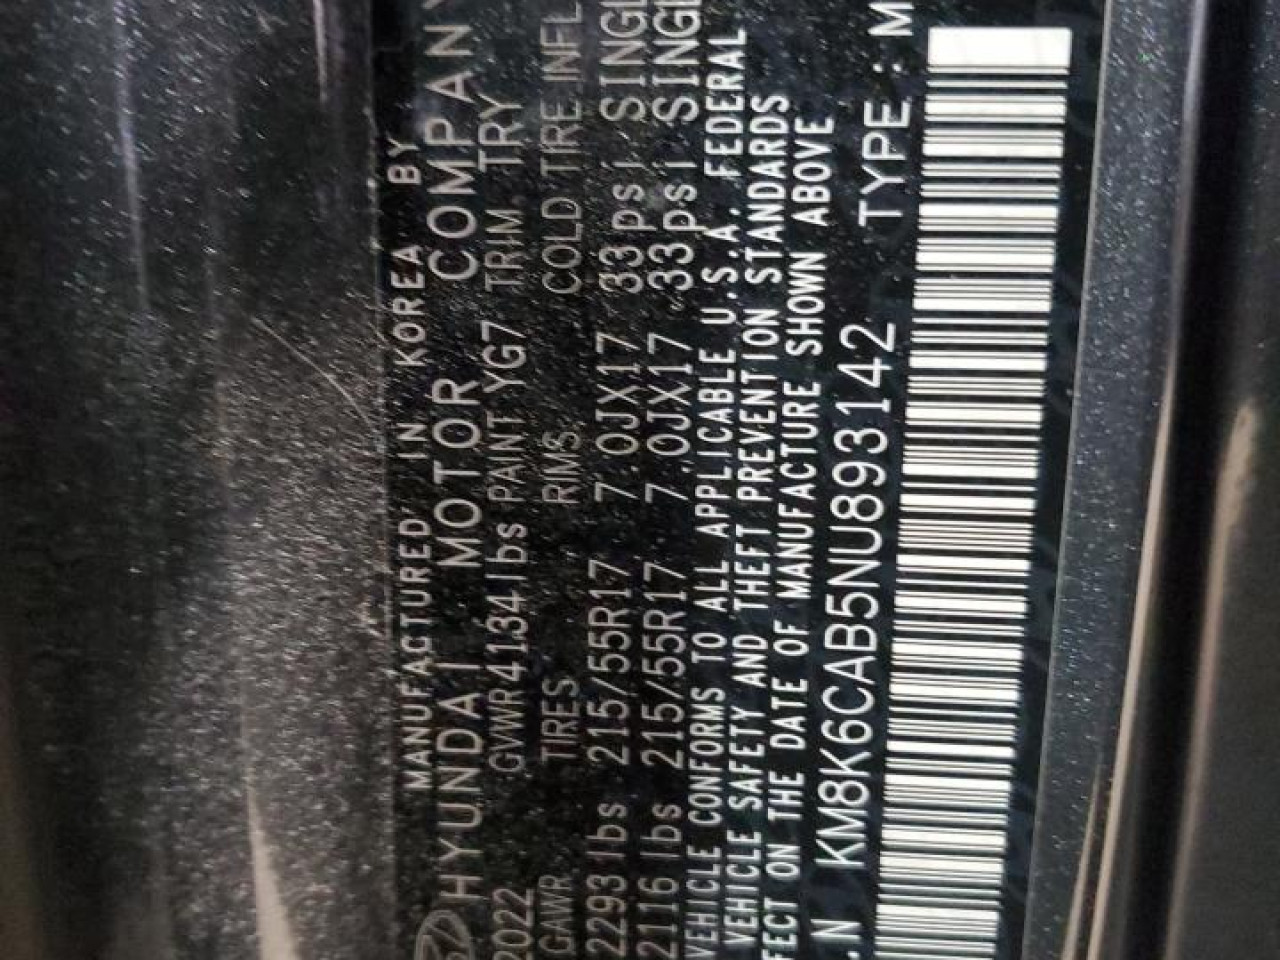 MANUFACTURED IN KOREA BY
HYUNDAI MOTOR COMPANY
2022 GVWR 4134 lbs PAINT YG7 TRIM TRY
GAWR TIRES RIMS COLD TIRE INFL
2293 lbs 215/55R17 7.0JX17 33 psi SINGL
2116 lbs 215/55R17 7.0JX17 33 psi SINGL
VEHICLE CONFORMS TO ALL APPLICABLE U.S.A. FEDERAL
VEHICLE SAFETY AND THEFT PREVENTION STANDARDS
FECT ON THE DATE OF MANUFACTURE SHOWN ABOVE
.N KM8K6CAB5NU893142 TYPE: M